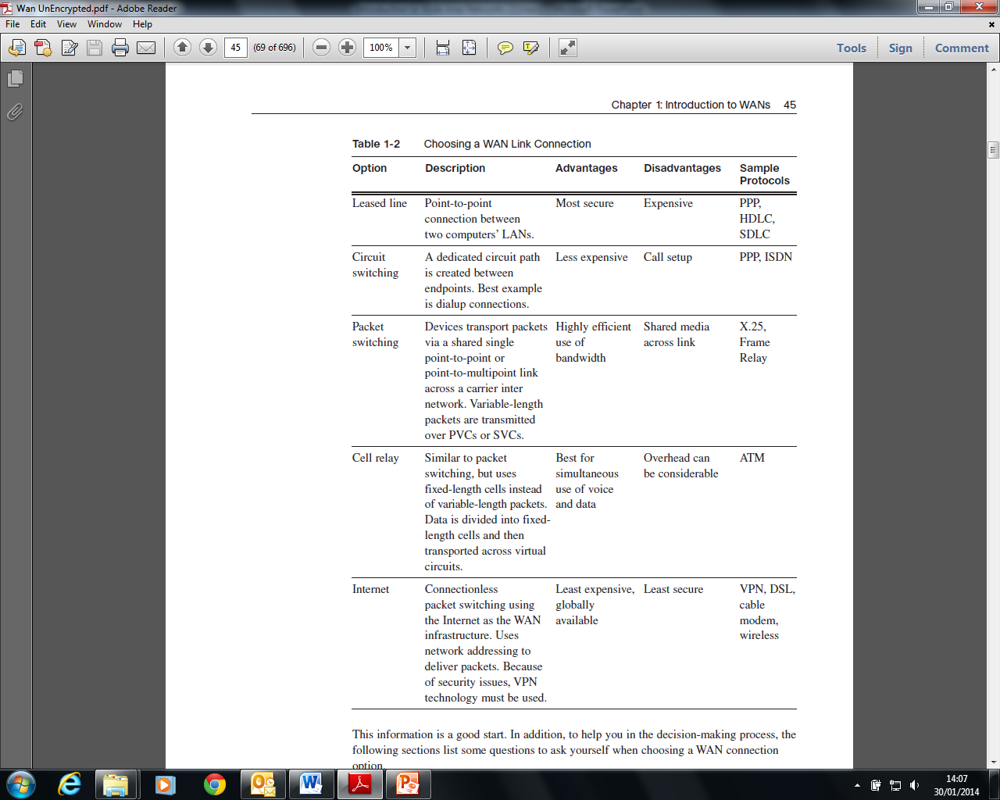 Wan UnEncrypted.pdf - Adobe Reader
File Edit View Window Help
45 (69 of 696) 100% Tools Sign Comment
Chapter 1: Introduction to WANs 45
Table 1-2 Choosing a WAN Link Connection
Option Description Advantages Disadvantages Sample
Protocols
Leased line Point-to-point Most secure Expensive PPP,
connection between HDLC,
two computers’ LANs. SDLC
Circuit A dedicated circuit path Less expensive Call setup PPP, ISDN
switching is created between
endpoints. Best example
is dialup connections.
Packet Devices transport packets Highly efficient Shared media X.25,
switching via a shared single use of across link Frame
point-to-point or bandwidth Relay
point-to-multipoint link
across a carrier inter
network. Variable-length
packets are transmitted
over PVCs or SVCs.
Cell relay Similar to packet Best for Overhead can ATM
switching, but uses simultaneous be considerable
fixed-length cells instead use of voice
of variable-length packets. and data
Data is divided into fixed-
length cells and then
transported across virtual
circuits.
Internet Connectionless Least expensive, Least secure VPN, DSL,
packet switching using globally cable
the Internet as the WAN available modem,
infrastructure. Uses wireless
network addressing to
deliver packets. Because
of security issues, VPN
technology must be used.
This information is a good start. In addition, to help you in the decision-making process, the
following sections list some questions to ask yourself when choosing a WAN connection
option.
14:07
30/01/2014